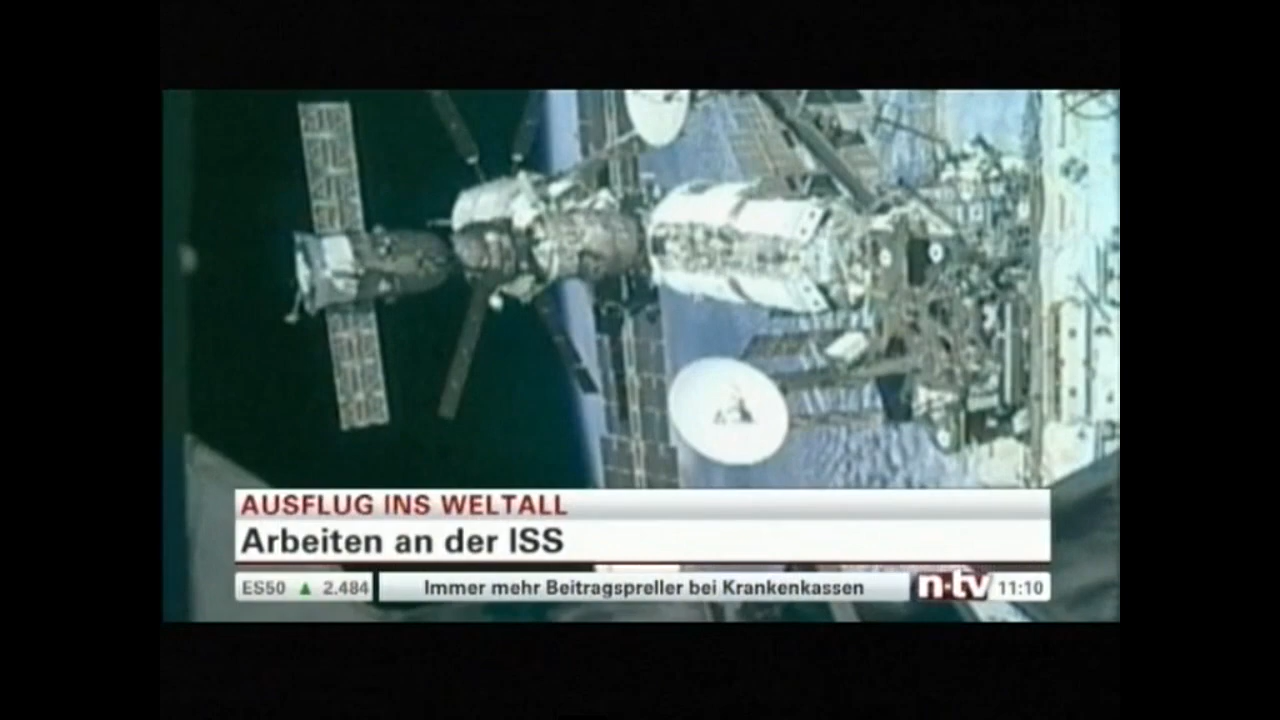 AUSFLUG INS WELTALL
Arbeiten an der ISS
ES50 ▲ 2.484 Immer mehr Beitragspreller bei Krankenkassen n-tv 11:10